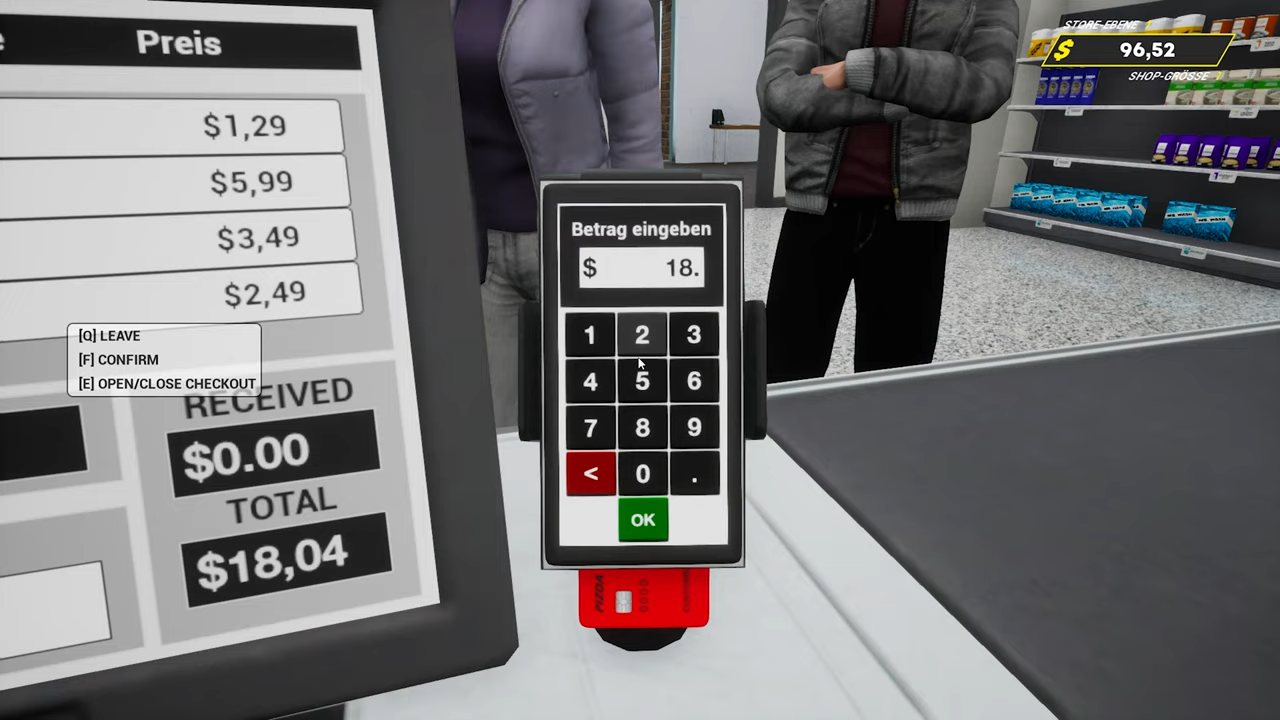 Preis
$1,29
$5,99
$3,49
$2,49
[Q] LEAVE
[F] CONFIRM
[E] OPEN/CLOSE CHECKOUT
RECEIVED
$0.00
TOTAL
$18,04
Betrag eingeben
$ 18.
1 2 3
4 5 6
7 8 9
< 0 .
OK
PIZDA
0000
STORE-EBENE
$ 96,52
SHOP-GRÖSSE